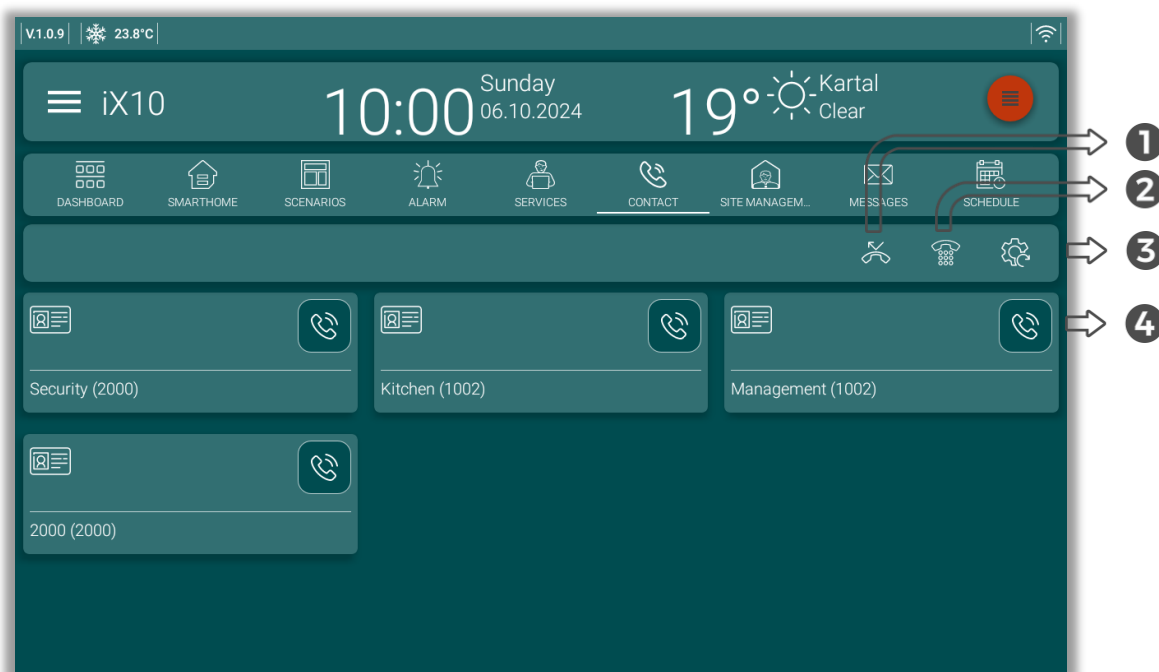 V.1.0.9 23.8°C
iX10 10:00 Sunday 06.10.2024 19° Kartal Clear
DASHBOARD SMARTHOME SCENARIOS ALARM SERVICES CONTACT SITE MANAGEM... MESSAGES SCHEDULE
1
2
3
4
Security (2000) Kitchen (1002) Management (1002)
2000 (2000)